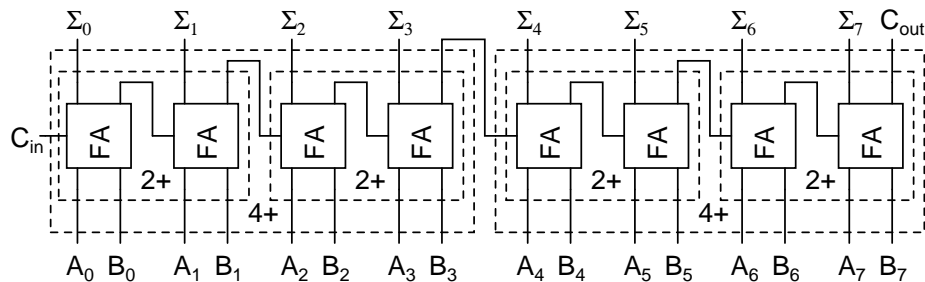 Σ₀ Σ₁ Σ₂ Σ₃ Σ₄ Σ₅ Σ₆ Σ₇ C_out
C_in FA FA FA FA FA FA FA FA
2+ 2+ 2+ 2+
4+ 4+
A₀ B₀ A₁ B₁ A₂ B₂ A₃ B₃ A₄ B₄ A₅ B₅ A₆ B₆ A₇ B₇